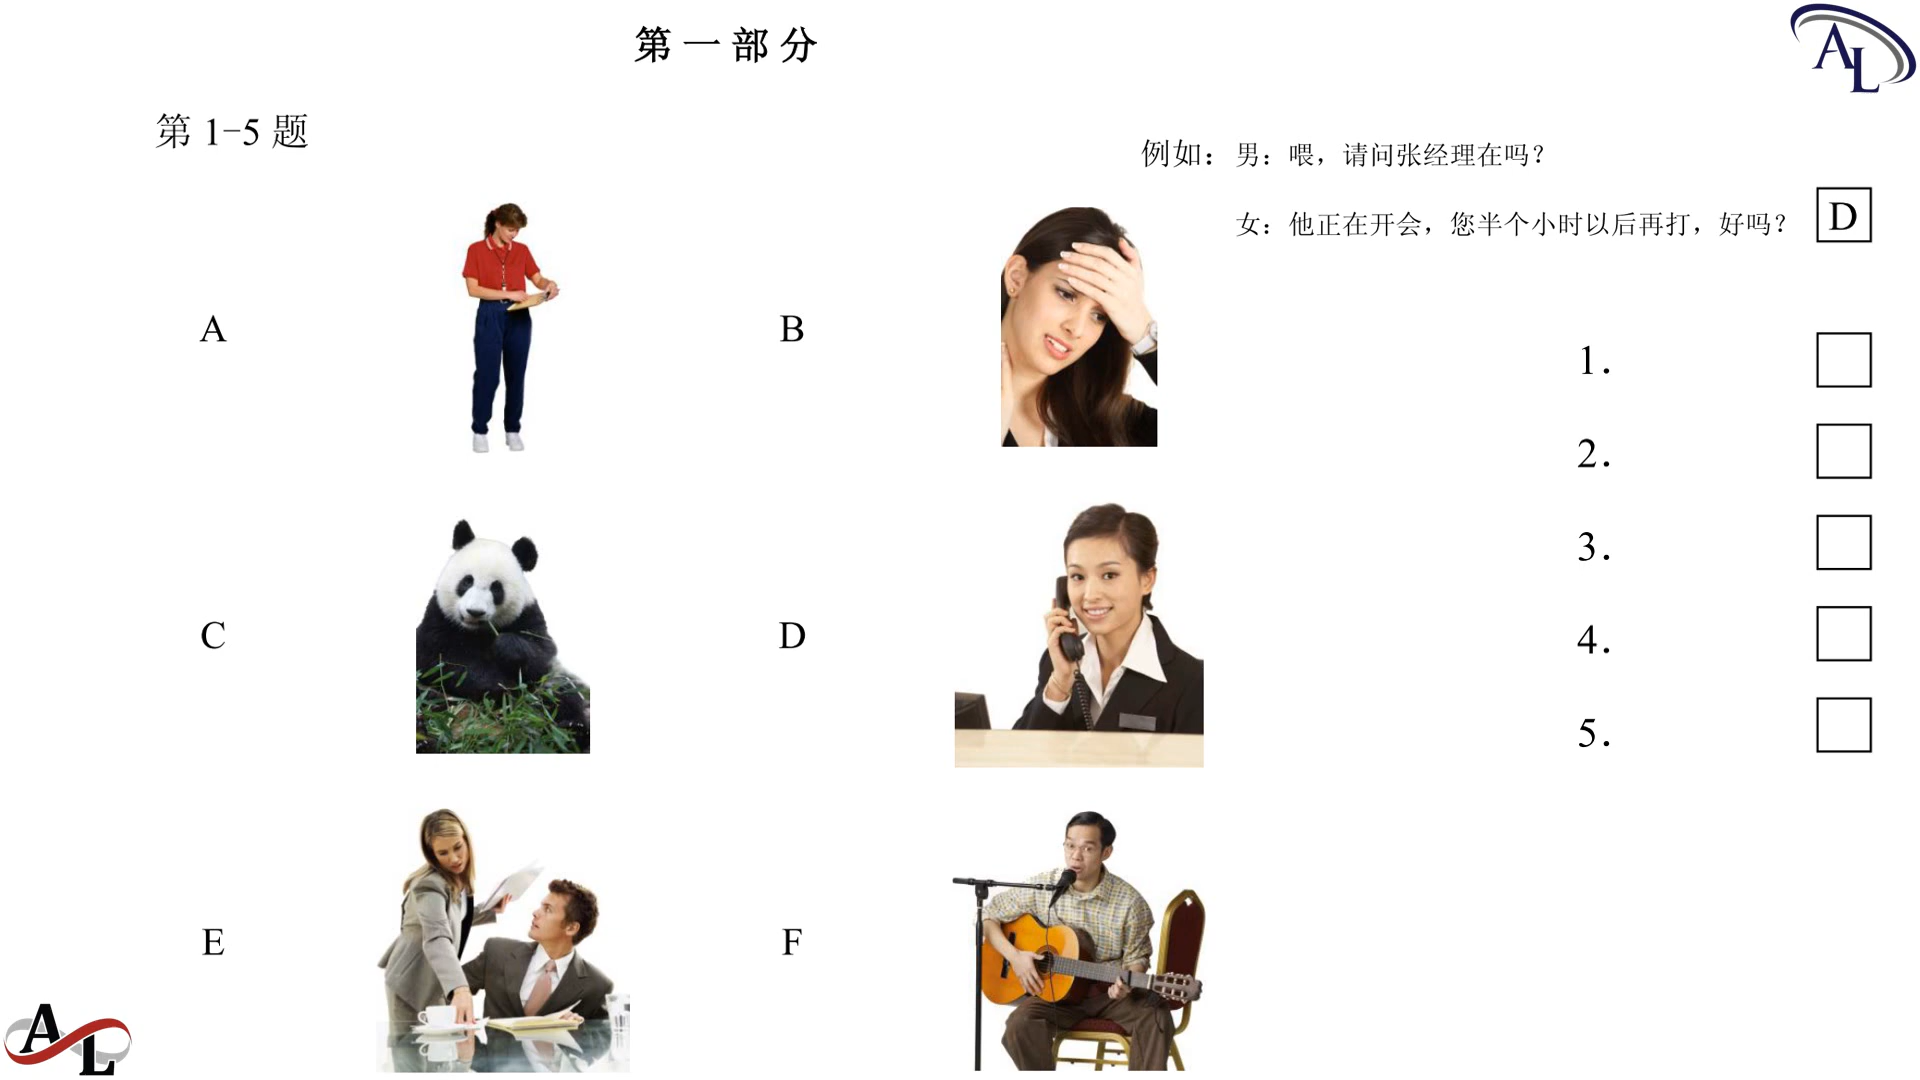 第一部分
第 1-5 题
例如：男：喂，请问张经理在吗？
女：他正在开会，您半个小时以后再打，好吗？ D
A
B
C
D
E
F
1.
2.
3.
4.
5.
AL
AL